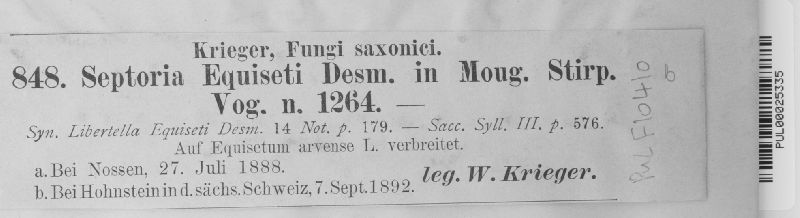 Krieger, Fungi saxonici.
848. Septoria Equiseti Desm. in Moug. Stirp.
Vog. n. 1264. —
Syn. Libertella Equiseti Desm. 14 Not. p. 179. — Sacc. Syll. III. p. 576.
Auf Equisetum arvense L. verbreitet.
a. Bei Nossen, 27. Juli 1888.
b. Bei Hohnstein in d. sächs. Schweiz, 7. Sept. 1892.
leg. W. Krieger.
PUL F10410
b
PUL00025335